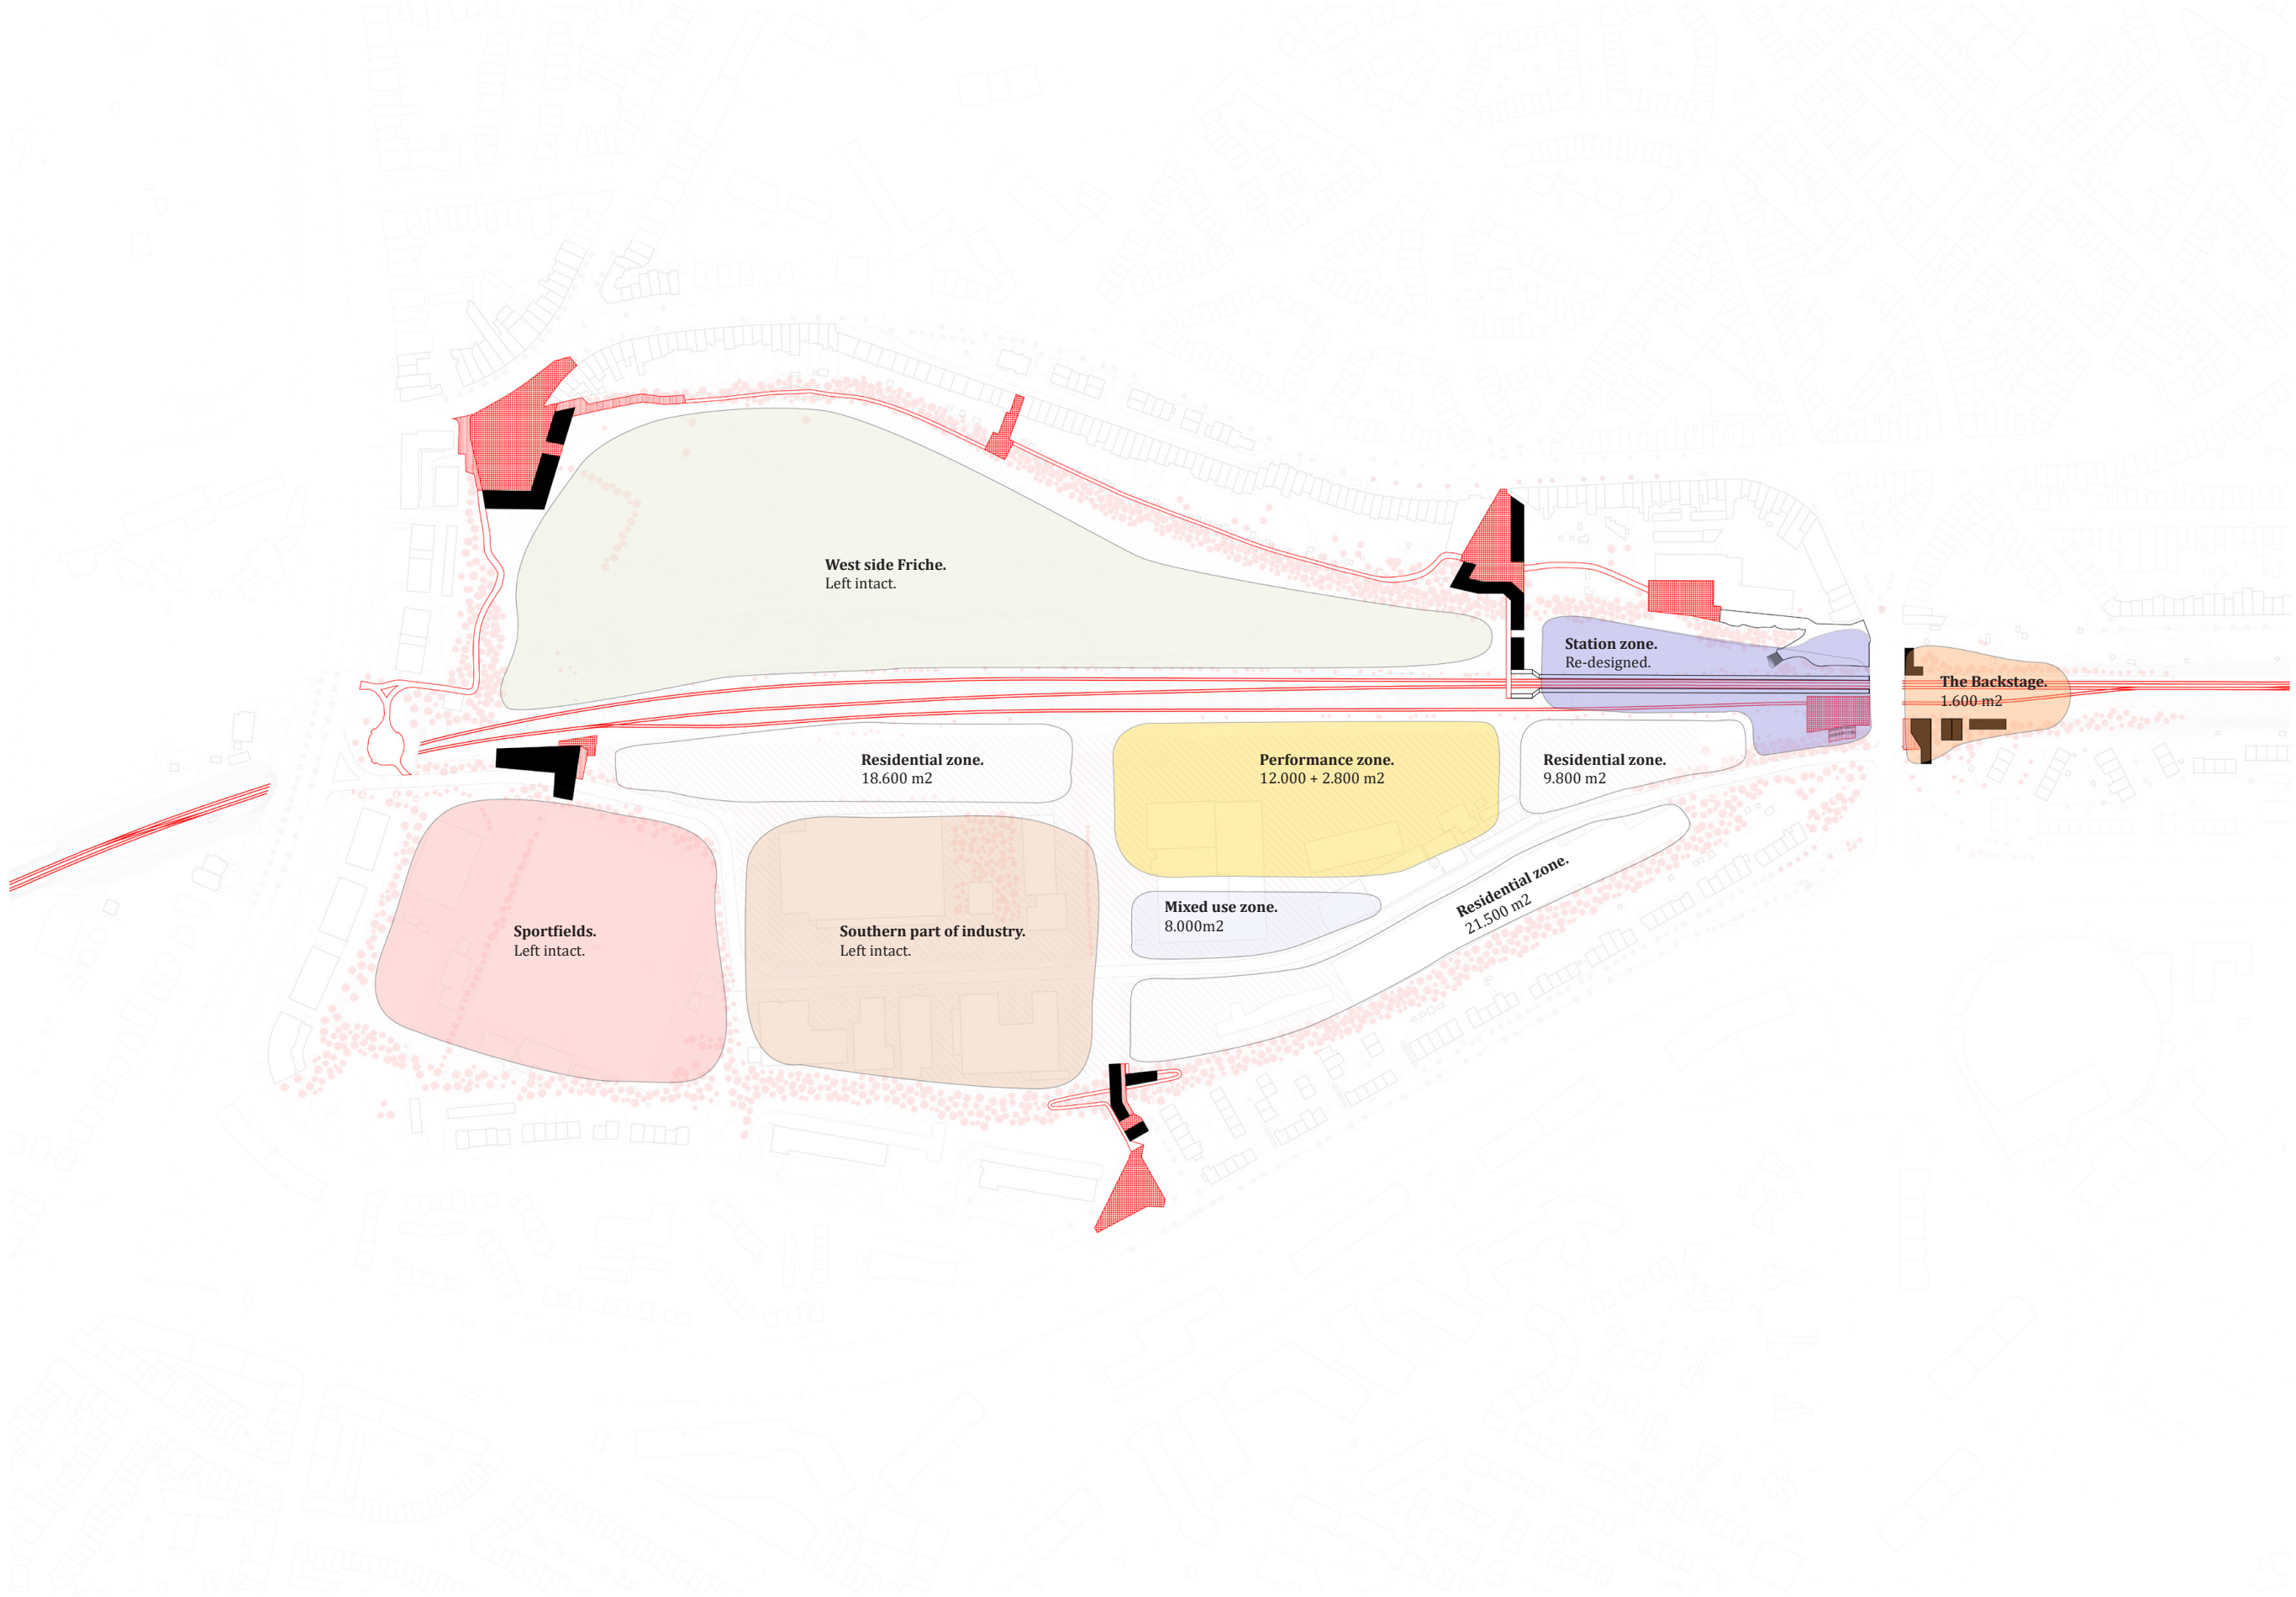 West side Friche.
Left intact.
Station zone.
Re-designed.
The Backstage.
1.600 m2
Residential zone.
18.600 m2
Performance zone.
12.000 + 2.800 m2
Residential zone.
9.800 m2
Residential zone.
21.500 m2
Mixed use zone.
8.000m2
Sportfields.
Left intact.
Southern part of industry.
Left intact.